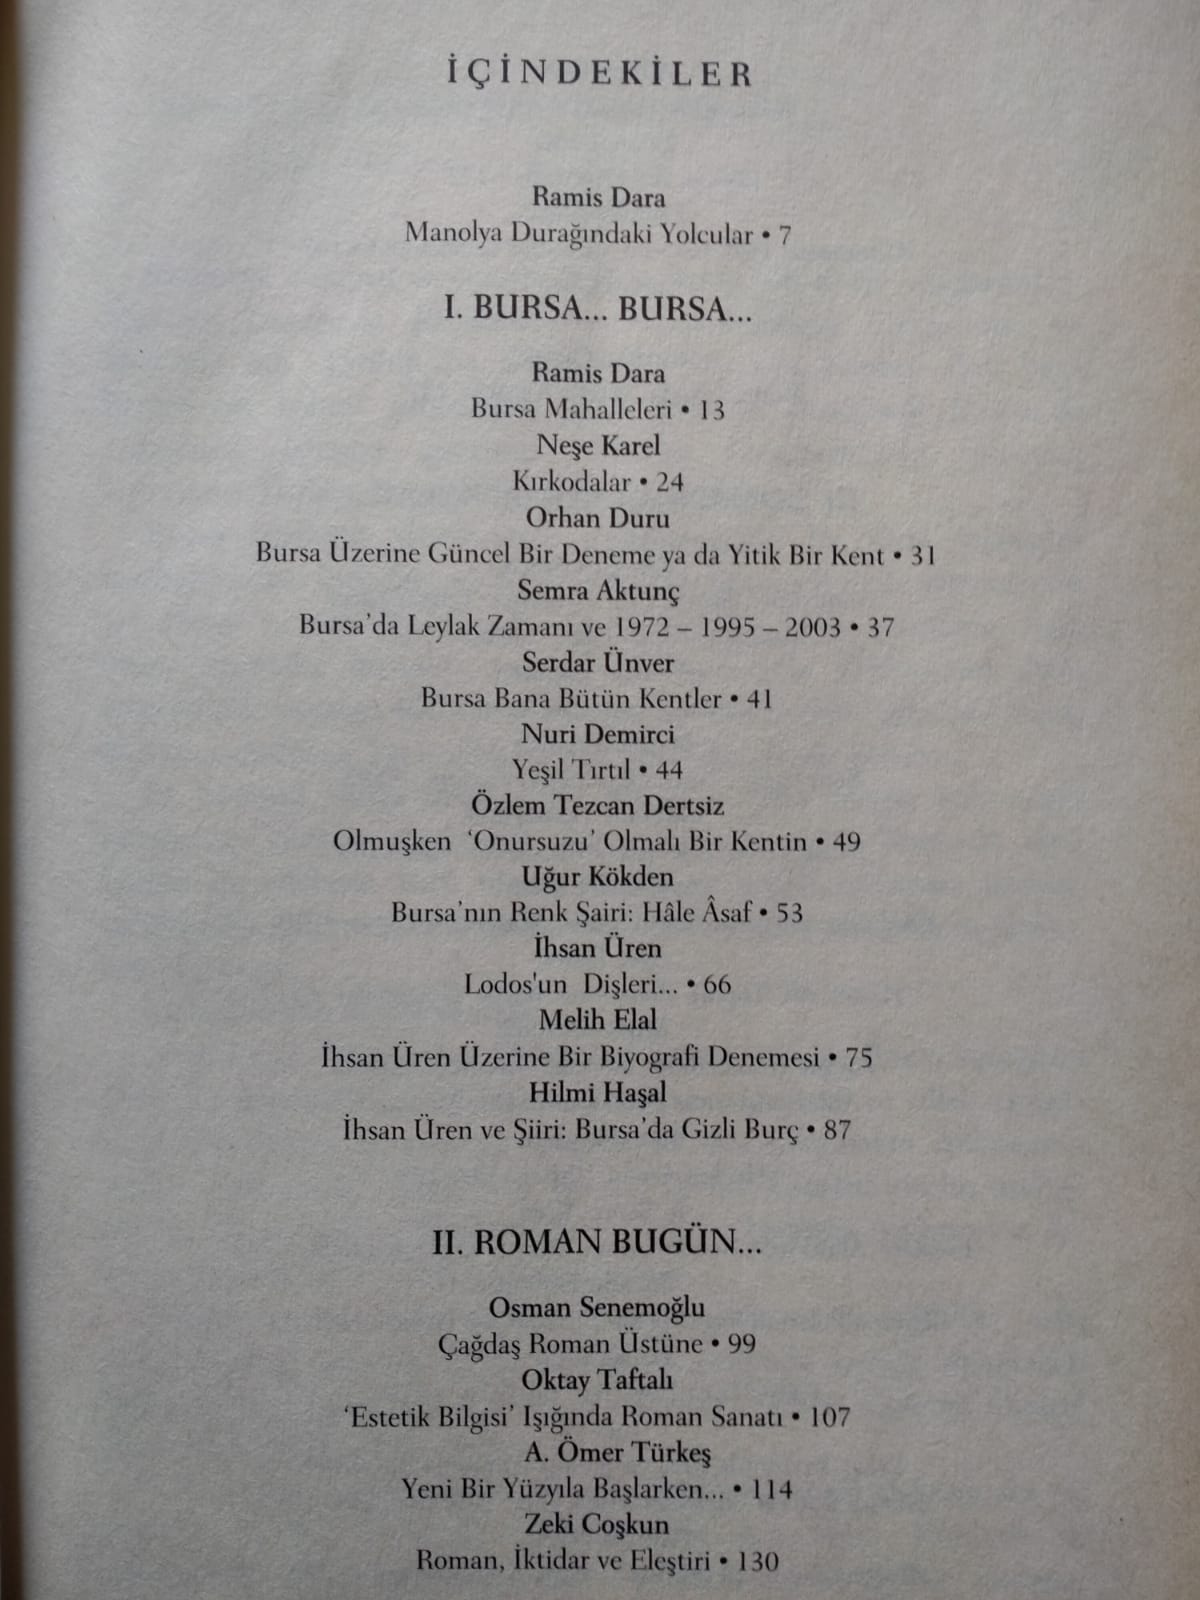 İÇİNDEKİLER
Ramis Dara
Manolya Durağındaki Yolcular • 7
I. BURSA... BURSA...
Ramis Dara
Bursa Mahalleleri • 13
Neşe Karel
Kırkodalar • 24
Orhan Duru
Bursa Üzerine Güncel Bir Deneme ya da Yitik Bir Kent • 31
Semra Aktunç
Bursa'da Leylak Zamanı ve 1972 – 1995 – 2003 • 37
Serdar Ünver
Bursa Bana Bütün Kentler • 41
Nuri Demirci
Yeşil Tırtıl • 44
Özlem Tezcan Dertsiz
Olmuşken 'Onursuzu' Olmalı Bir Kentin • 49
Uğur Kökden
Bursa'nın Renk Şairi: Hâle Âsaf • 53
İhsan Üren
Lodos'un Dişleri... • 66
Melih Elal
İhsan Üren Üzerine Bir Biyografi Denemesi • 75
Hilmi Haşal
İhsan Üren ve Şiiri: Bursa'da Gizli Burç • 87
II. ROMAN BUGÜN...
Osman Senemoğlu
Çağdaş Roman Üstüne • 99
Oktay Taftalı
'Estetik Bilgisi' Işığında Roman Sanatı • 107
A. Ömer Türkeş
Yeni Bir Yüzyıla Başlarken... • 114
Zeki Coşkun
Roman, İktidar ve Eleştiri • 130